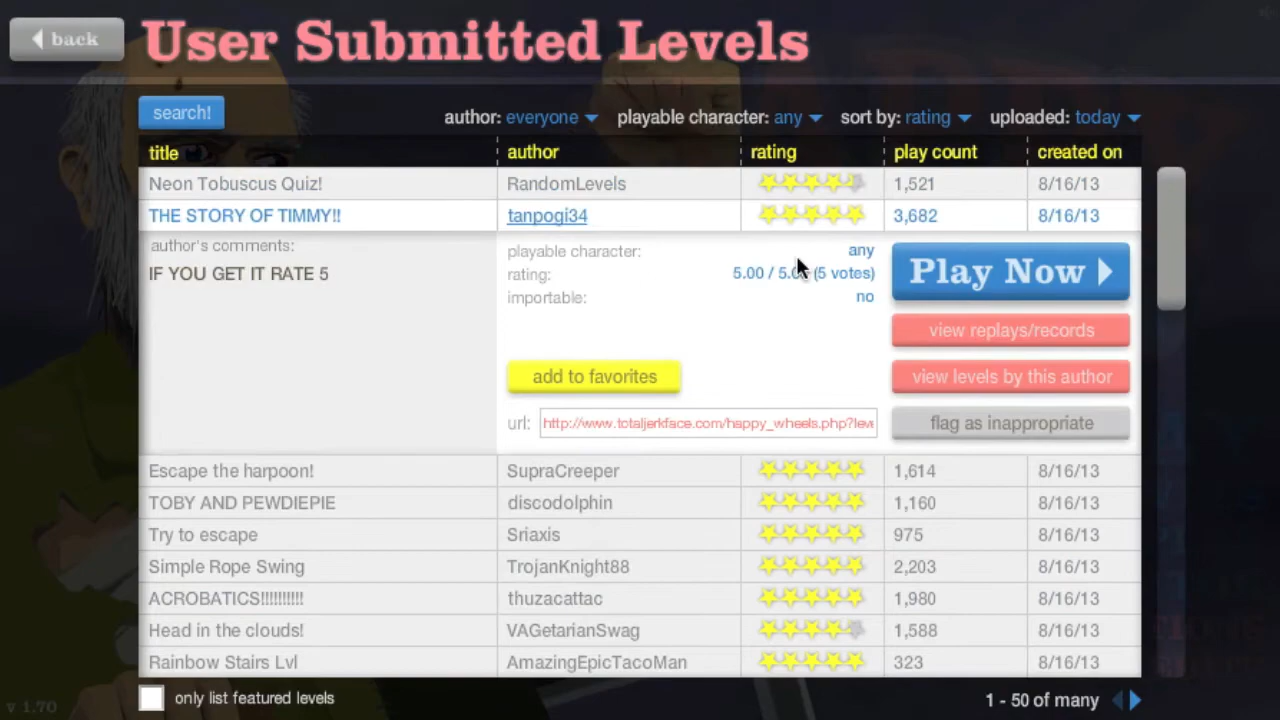 back
User Submitted Levels
search!
author: everyone playable character: any sort by: rating uploaded: today
title author rating play count created on
Neon Tobuscus Quiz! RandomLevels 1,521 8/16/13
THE STORY OF TIMMY!! tanpogi34 3,682 8/16/13
author's comments: playable character: any
IF YOU GET IT RATE 5 rating: 5.00 / 5.0 (5 votes) Play Now
importable: no
view replays/records
add to favorites view levels by this author
url: http://www.totaljerkface.com/happy_wheels.php?leve flag as inappropriate
Escape the harpoon! SupraCreeper 1,614 8/16/13
TOBY AND PEWDIEPIE discodolphin 1,160 8/16/13
Try to escape Sriaxis 975 8/16/13
Simple Rope Swing TrojanKnight88 2,203 8/16/13
ACROBATICS!!!!!!!!!! thuzacattac 1,980 8/16/13
Head in the clouds! VAGetarianSwag 1,588 8/16/13
Rainbow Stairs Lvl AmazingEpicTacoMan 323 8/16/13
only list featured levels 1 - 50 of many
v 1.70